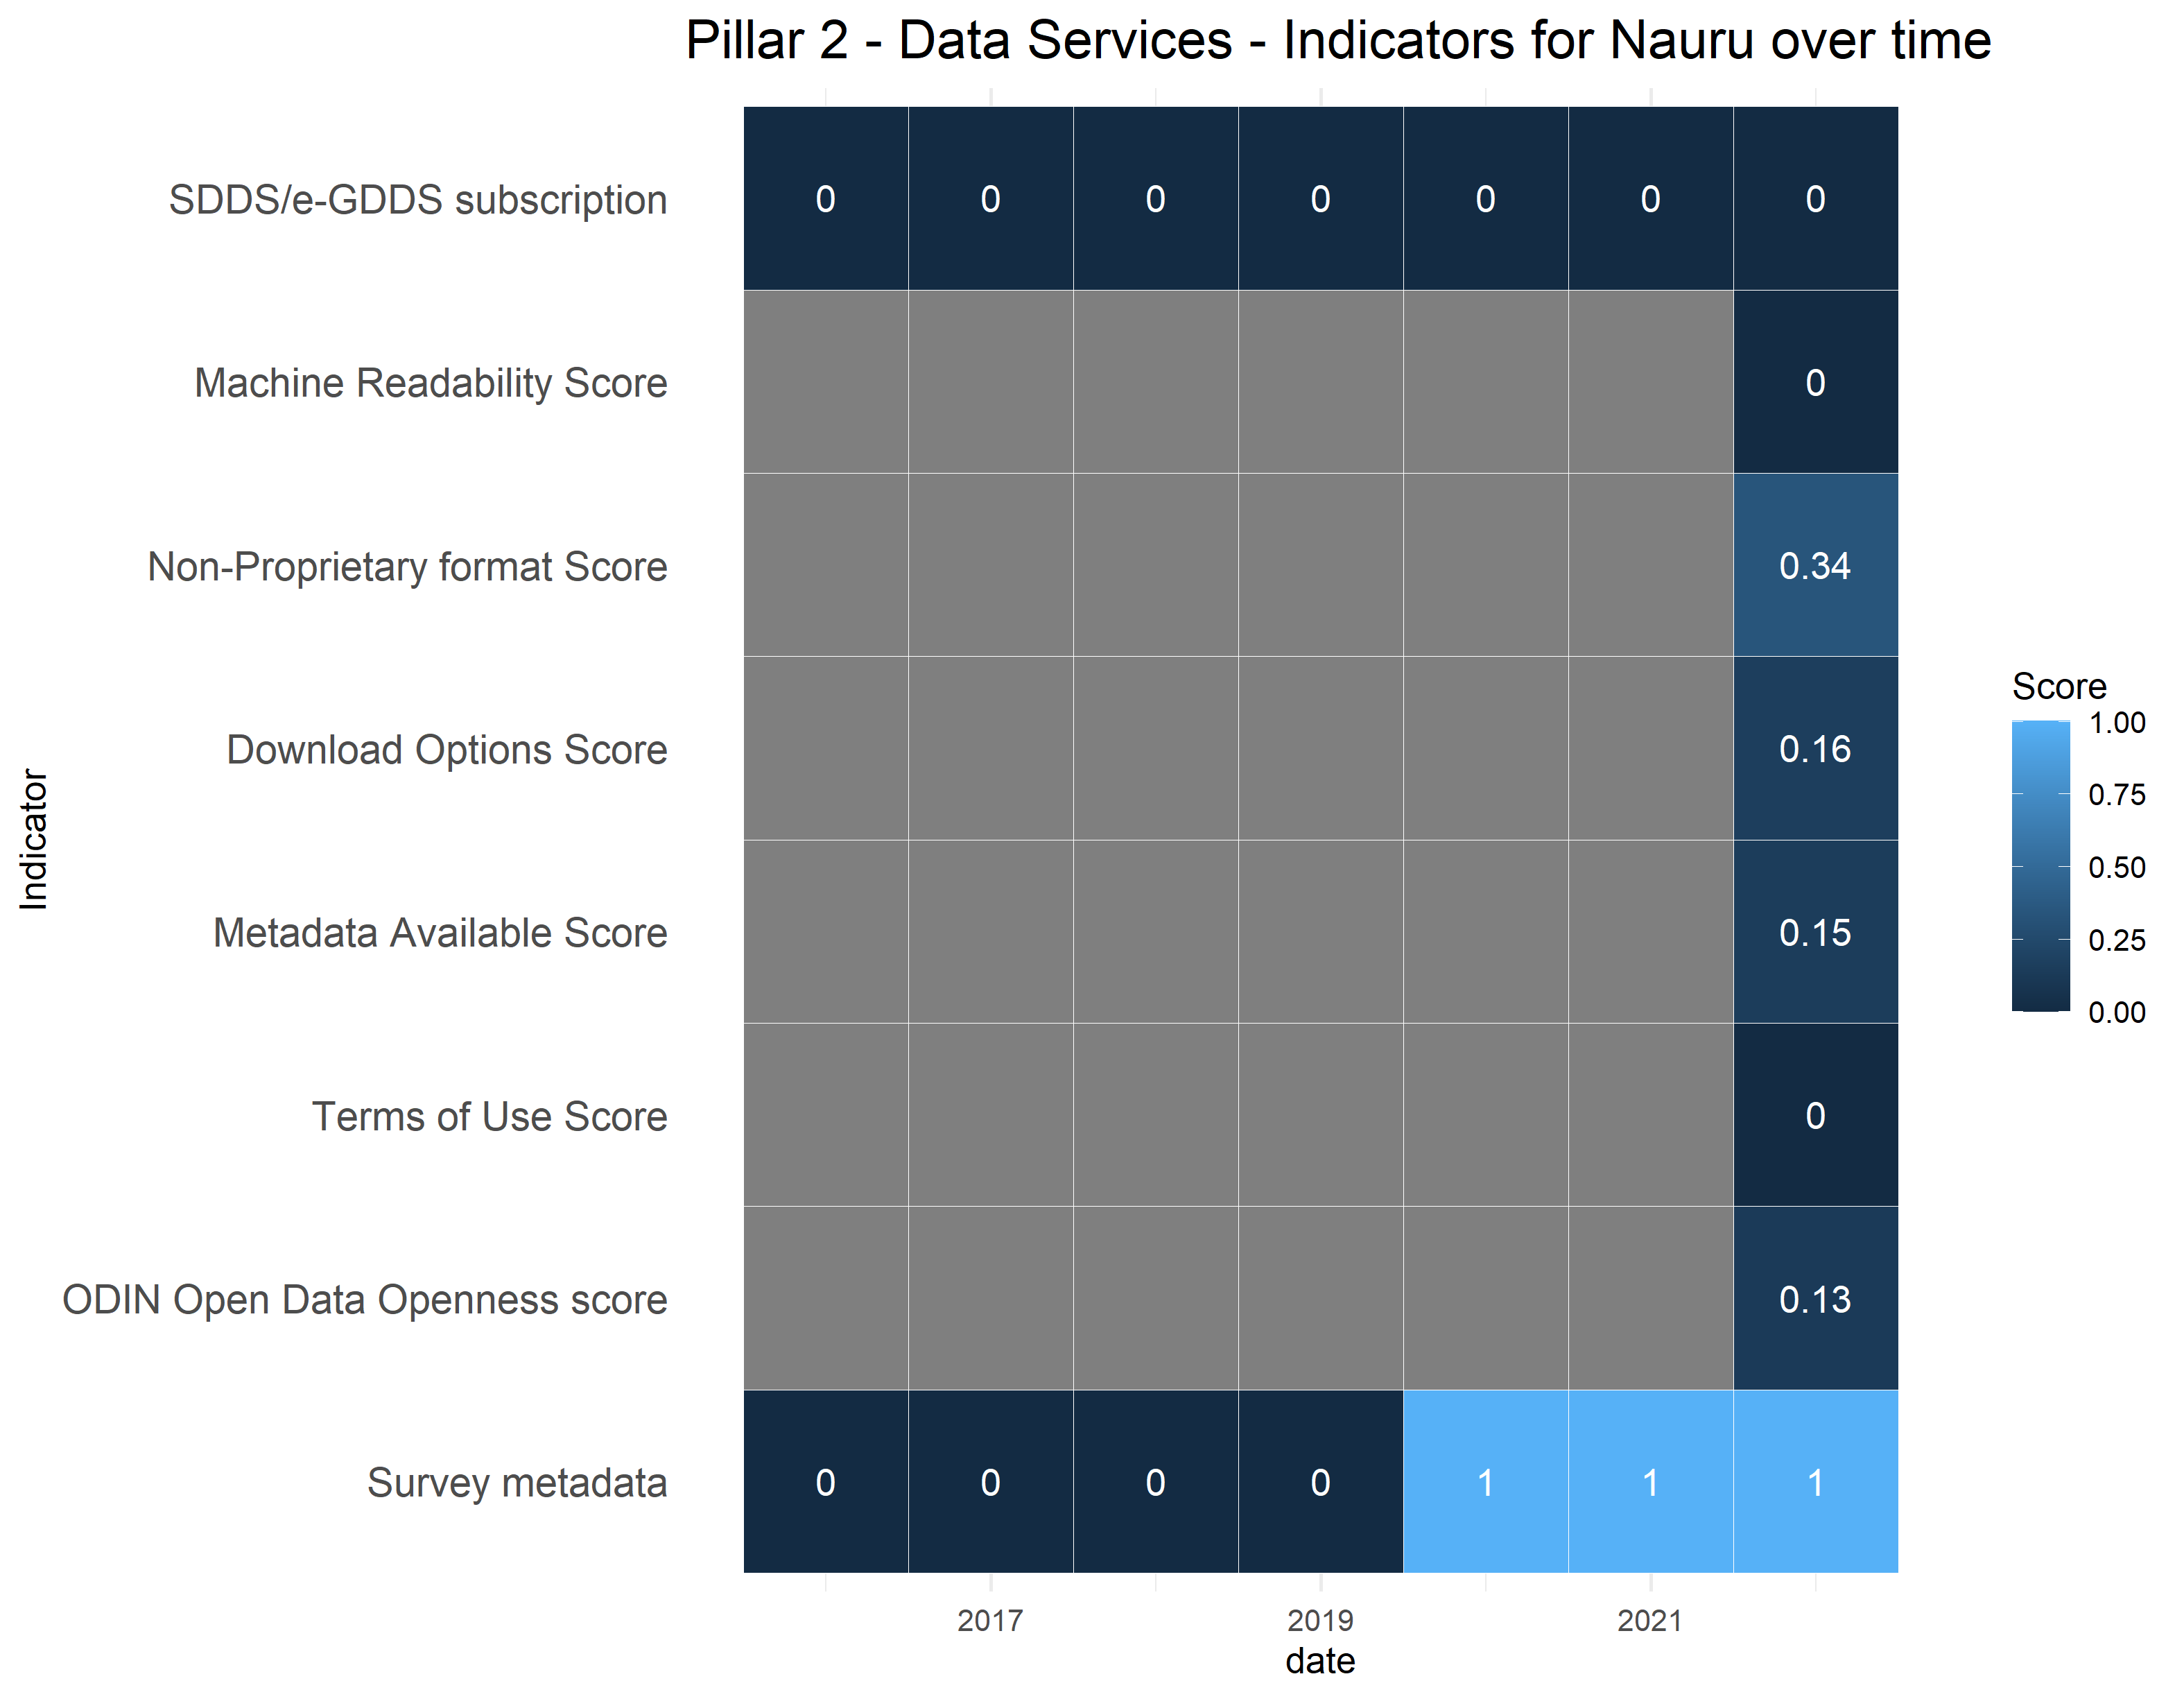 Pillar 2 - Data Services - Indicators for Nauru over time
SDDS/e-GDDS subscription 0 0 0 0 0 0 0
Machine Readability Score 0
Non-Proprietary format Score 0.34
Download Options Score 0.16
Metadata Available Score 0.15
Terms of Use Score 0
ODIN Open Data Openness score 0.13
Survey metadata 0 0 0 0 1 1 1
2017 2019 2021
date
Indicator
Score
1.00
0.75
0.50
0.25
0.00